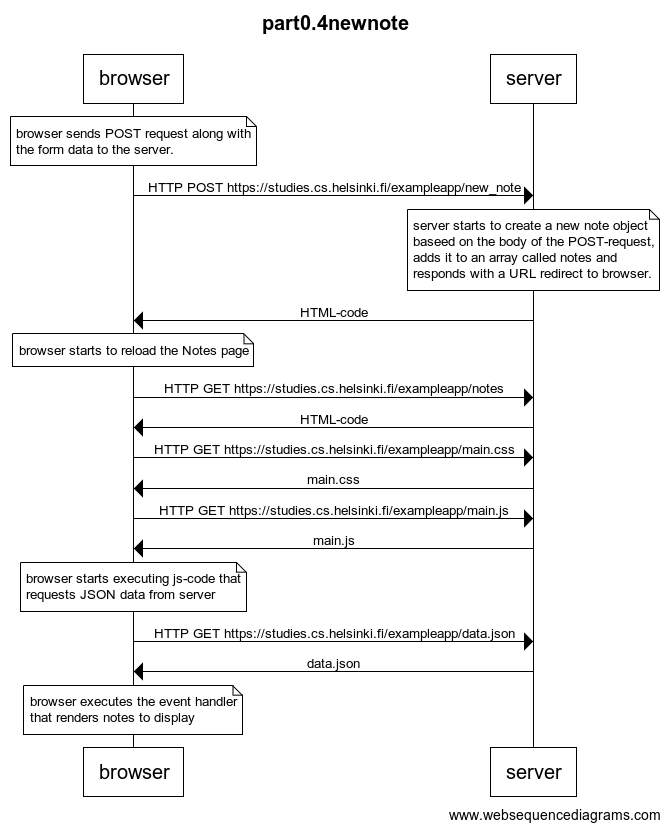 part0.4newnote
browser
server
browser sends POST request along with
the form data to the server.
HTTP POST https://studies.cs.helsinki.fi/exampleapp/new_note
server starts to create a new note object
baseed on the body of the POST-request,
adds it to an array called notes and
responds with a URL redirect to browser.
HTML-code
browser starts to reload the Notes page
HTTP GET https://studies.cs.helsinki.fi/exampleapp/notes
HTML-code
HTTP GET https://studies.cs.helsinki.fi/exampleapp/main.css
main.css
HTTP GET https://studies.cs.helsinki.fi/exampleapp/main.js
main.js
browser starts executing js-code that
requests JSON data from server
HTTP GET https://studies.cs.helsinki.fi/exampleapp/data.json
data.json
browser executes the event handler
that renders notes to display
browser
server
www.websequencediagrams.com